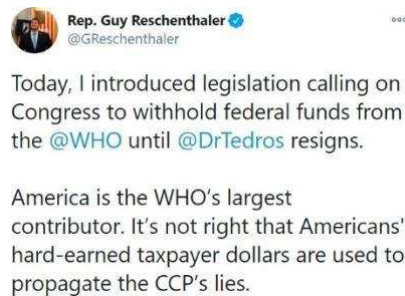 Rep. Guy Reschenthaler
@GReschenthaler
Today, I introduced legislation calling on
Congress to withhold federal funds from
the @WHO until @DrTedros resigns.
America is the WHO's largest
contributor. It's not right that Americans'
hard-earned taxpayer dollars are used to
propagate the CCP's lies.